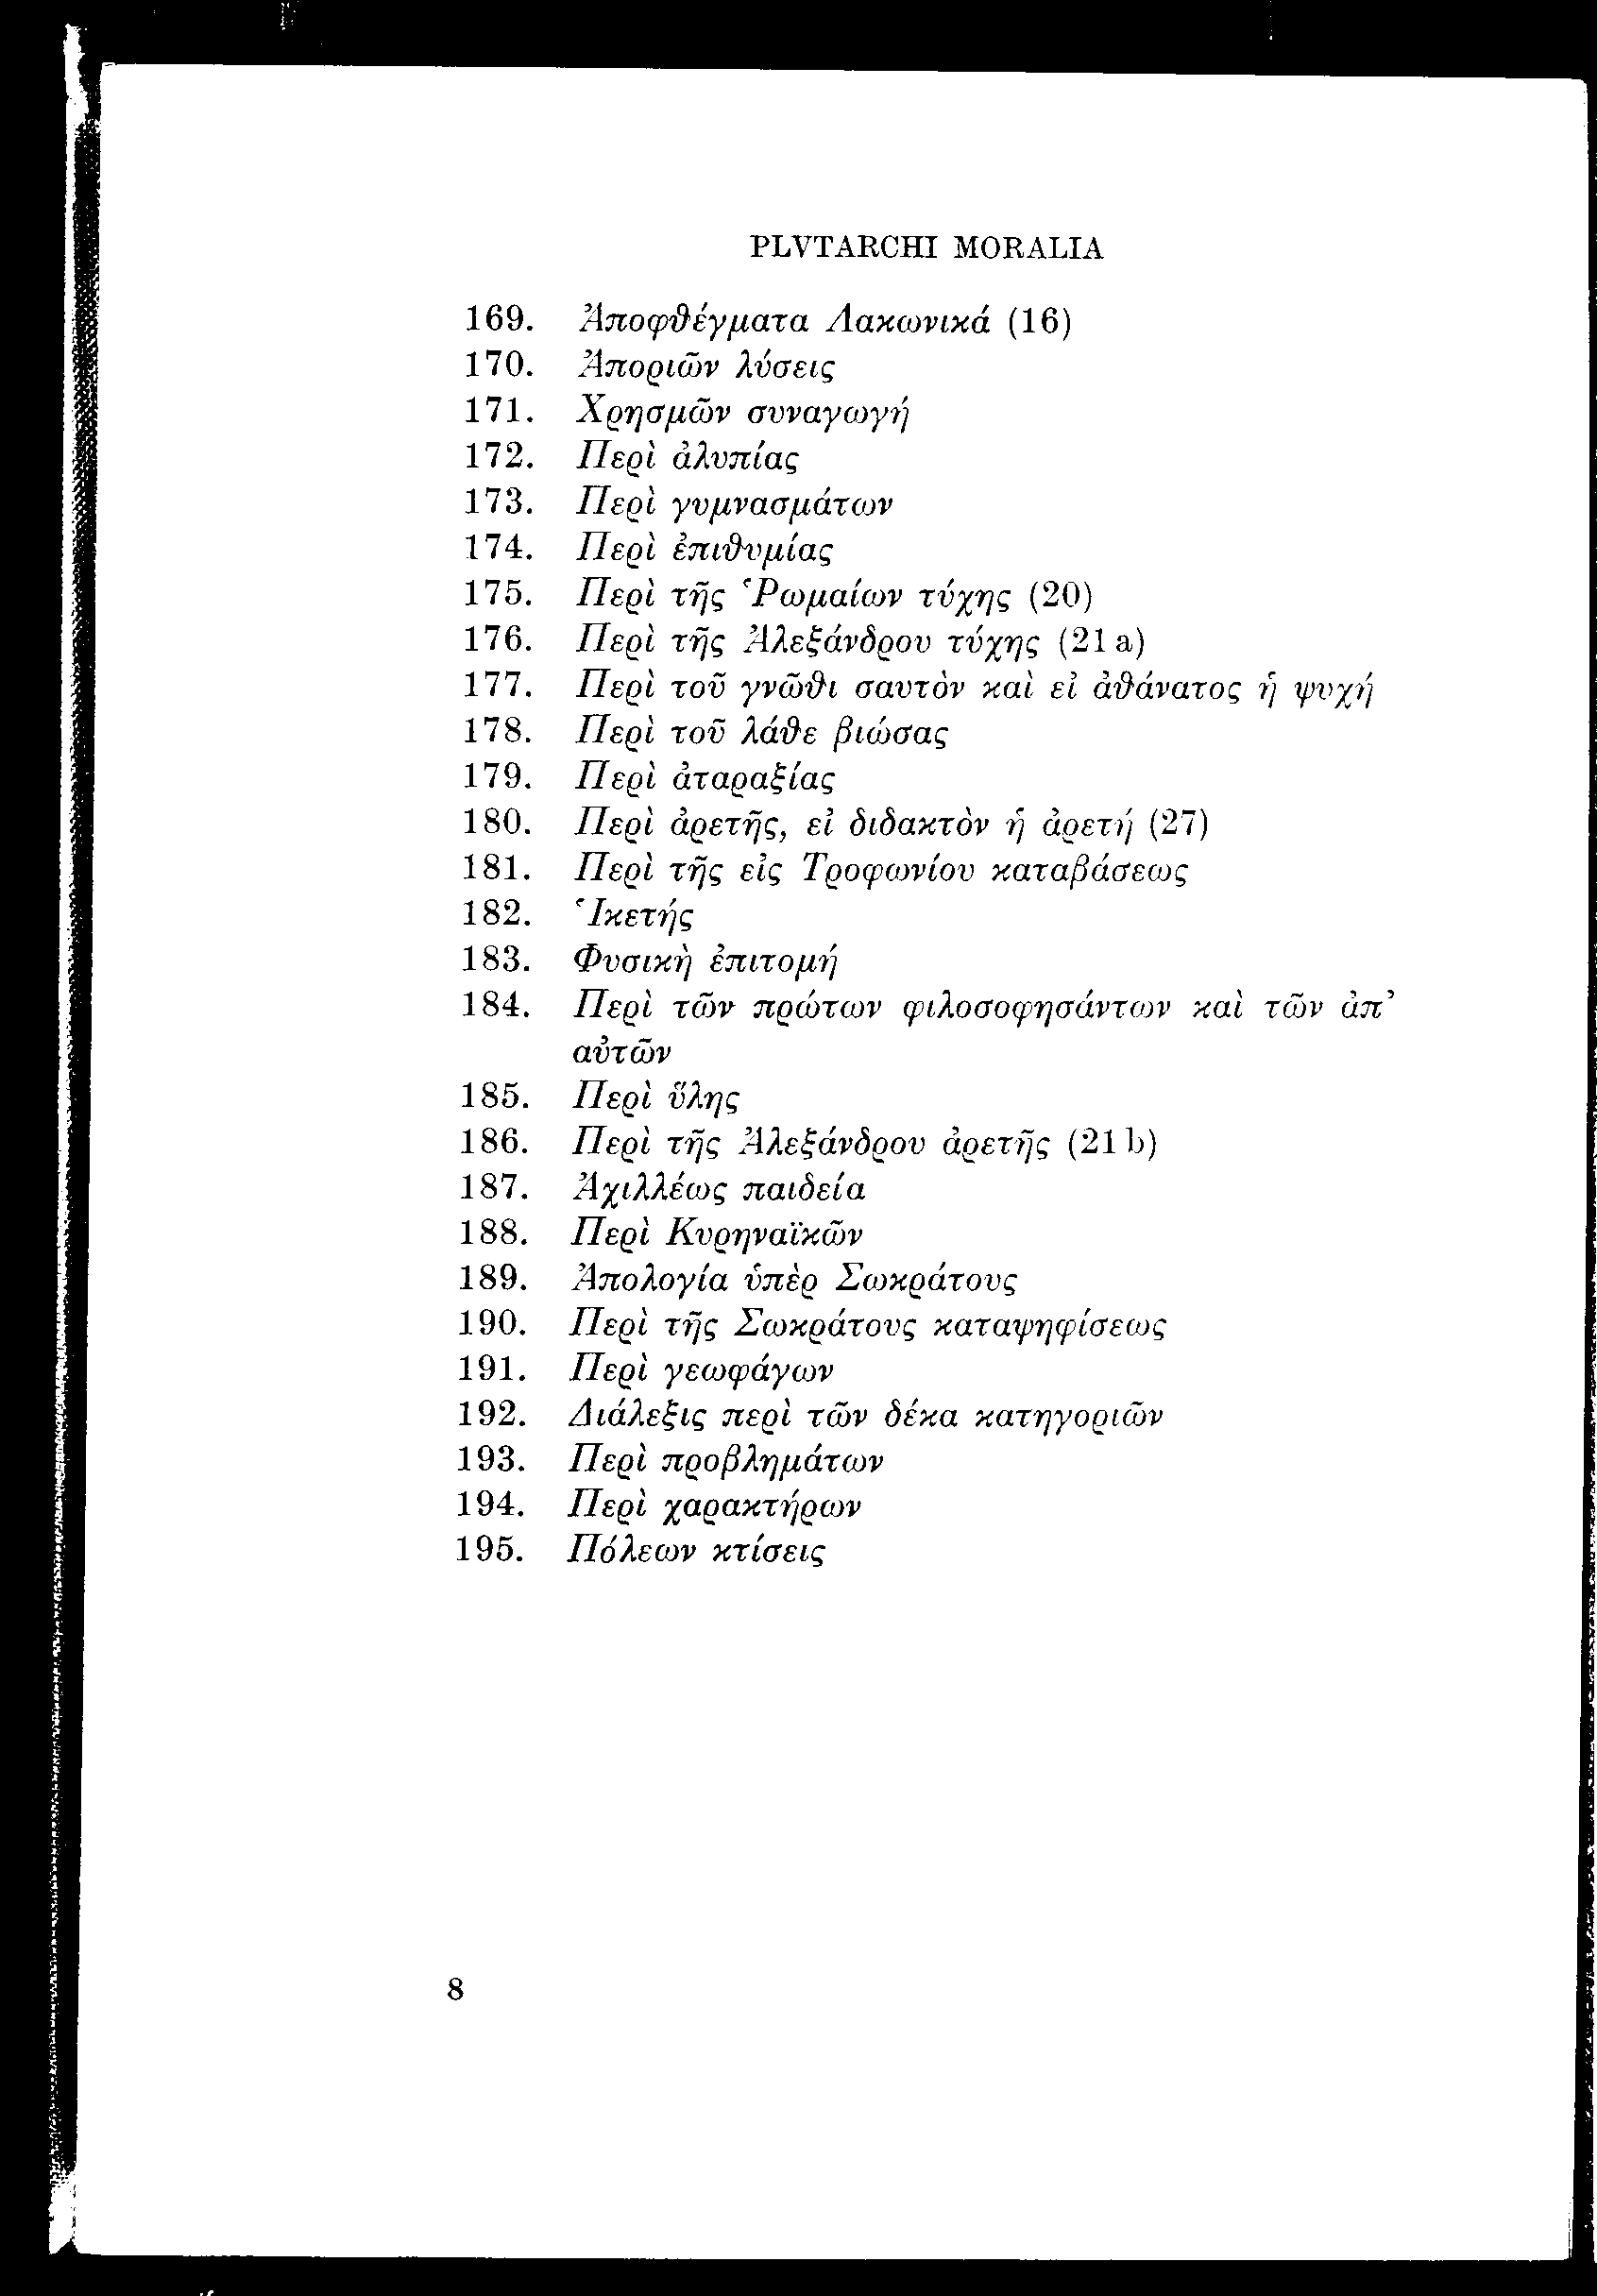 PLVTARCHI MORALIA
169. Ἀποφϑέγματα Λακωνικά (16)
170. Ἀποριῶν λύσεις
171. Χρησμῶν συναγωγή
172. Περὶ ἀλυπίας
173. Περὶ γυμνασμάτων
174. Περὶ ἐπιϑυμίας
175. Περὶ τῆς Ῥωμαίων τύχης (20)
176. Περὶ τῆς Ἀλεξάνδρου τύχης (21 a)
177. Περὶ τοῦ γνῶϑι σαυτὸν καὶ εἰ ἀϑάνατος ἡ ψυχή
178. Περὶ τοῦ λάϑε βιώσας
179. Περὶ ἀταραξίας
180. Περὶ ἀρετῆς, εἰ διδακτὸν ἡ ἀρετή (27)
181. Περὶ τῆς εἰς Τροφωνίου καταβάσεως
182. Ἱκετής
183. Φυσικὴ ἐπιτομή
184. Περὶ τῶν πρώτων φιλοσοφησάντων καὶ τῶν ἀπ’
αὐτῶν
185. Περὶ ὕλης
186. Περὶ τῆς Ἀλεξάνδρου ἀρετῆς (21 b)
187. Ἀχιλλέως παιδεία
188. Περὶ Κυρηναϊκῶν
189. Ἀπολογία ὑπὲρ Σωκράτους
190. Περὶ τῆς Σωκράτους καταψηφίσεως
191. Περὶ γεωφάγων
192. Διάλεξις περὶ τῶν δέκα κατηγοριῶν
193. Περὶ προβλημάτων
194. Περὶ χαρακτήρων
195. Πόλεων κτίσεις
8